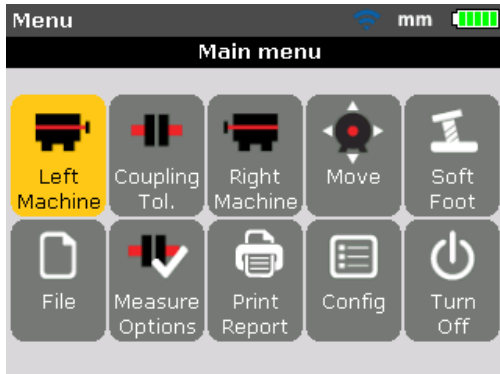 Menu mm
Main menu
Left Machine
Coupling Tol.
Right Machine
Move
Soft Foot
File
Measure Options
Print Report
Config
Turn Off